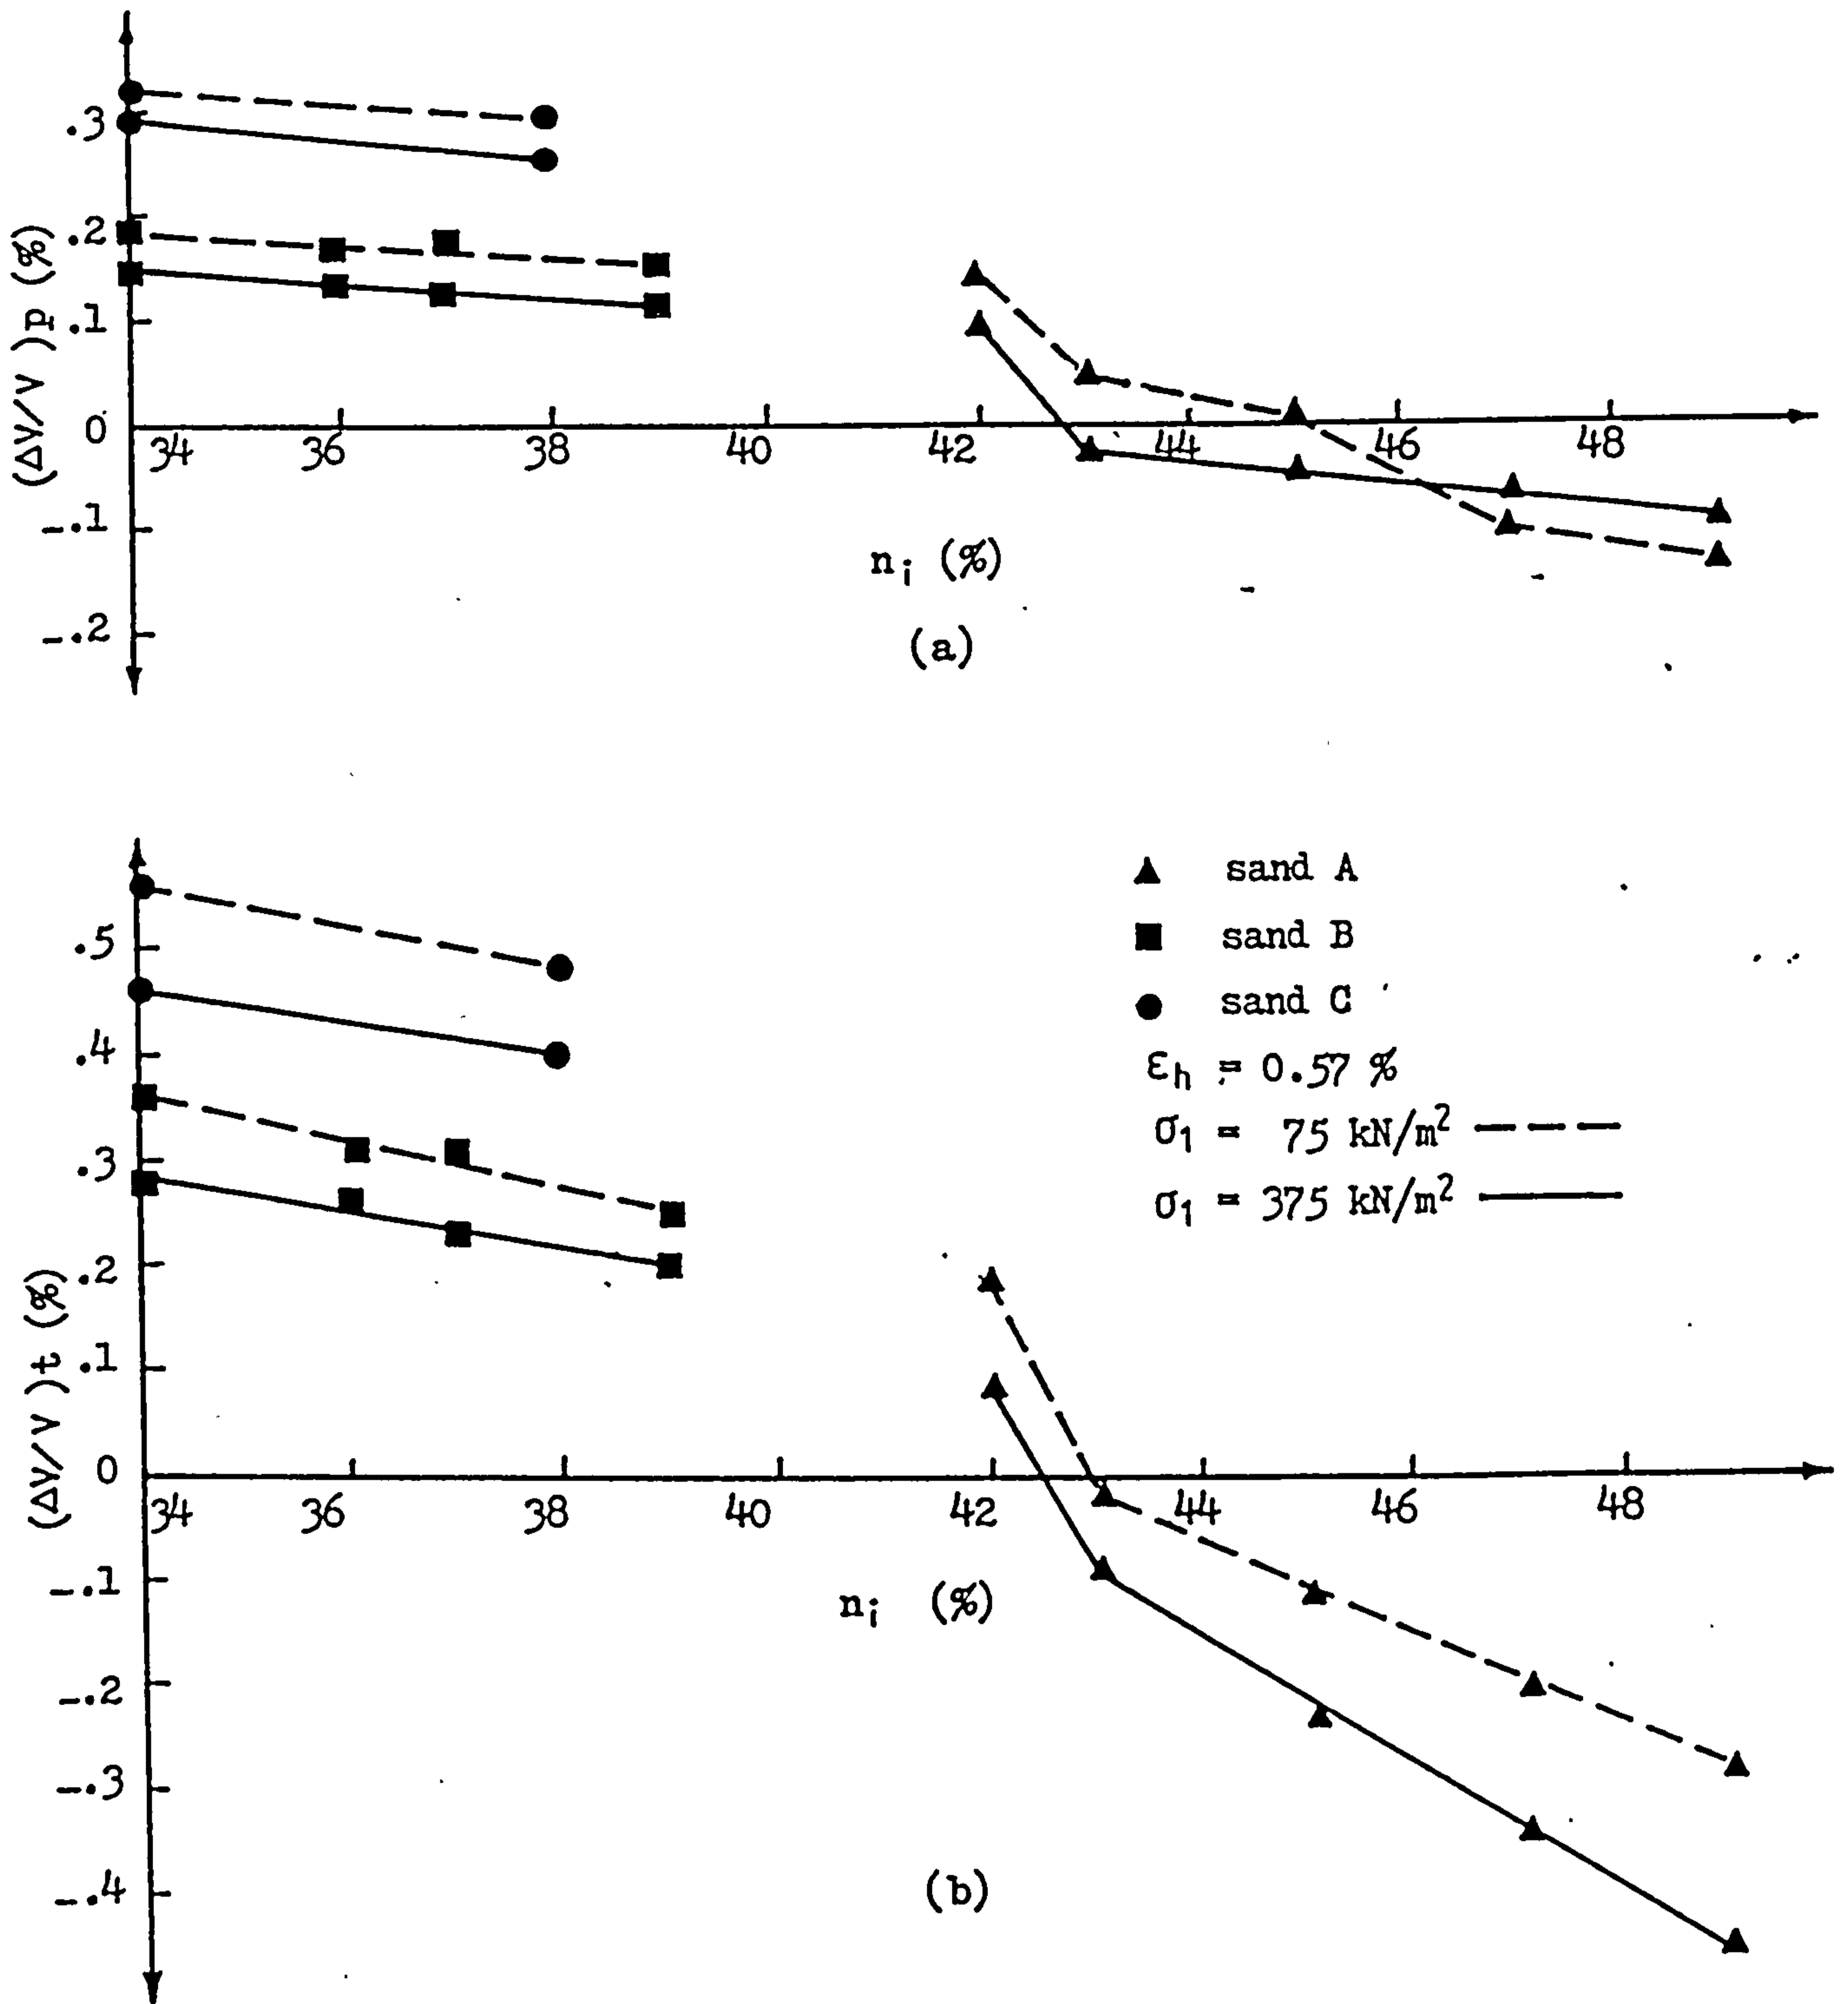 .3
.2
.1
0
-.1
-.2
(ΔV/V )p (%)
34 36 38 40 42 44 46 48
nᵢ (%)
(a)
.5
.4
.3
.2
.1
0
-.1
-.2
-.3
-.4
(ΔV/V )t (%)
sand A
sand B
sand C
εₕ = 0.57 %
σ₁ = 75 kN/m²
σ₁ = 375 kN/m²
34 36 38 40 42 44 46 48
nᵢ (%)
(b)